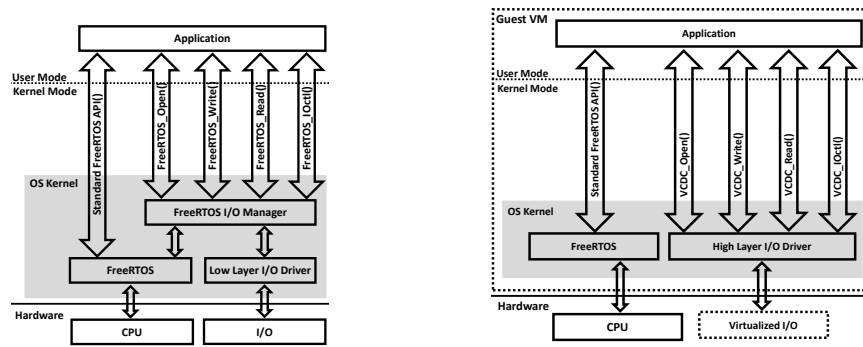 Application
User Mode
Kernel Mode
Standard FreeRTOS API()
FreeRTOS_Open()
FreeRTOS_Write()
FreeRTOS_Read()
FreeRTOS_IOctl()
OS Kernel
FreeRTOS I/O Manager
FreeRTOS
Low Layer I/O Driver
Hardware
CPU
I/O
Guest VM
Application
User Mode
Kernel Mode
Standard FreeRTOS API()
VCDC_Open()
VCDC_Write()
VCDC_Read()
VCDC_IOctl()
OS Kernel
FreeRTOS
High Layer I/O Driver
Hardware
CPU
Virtualized I/O